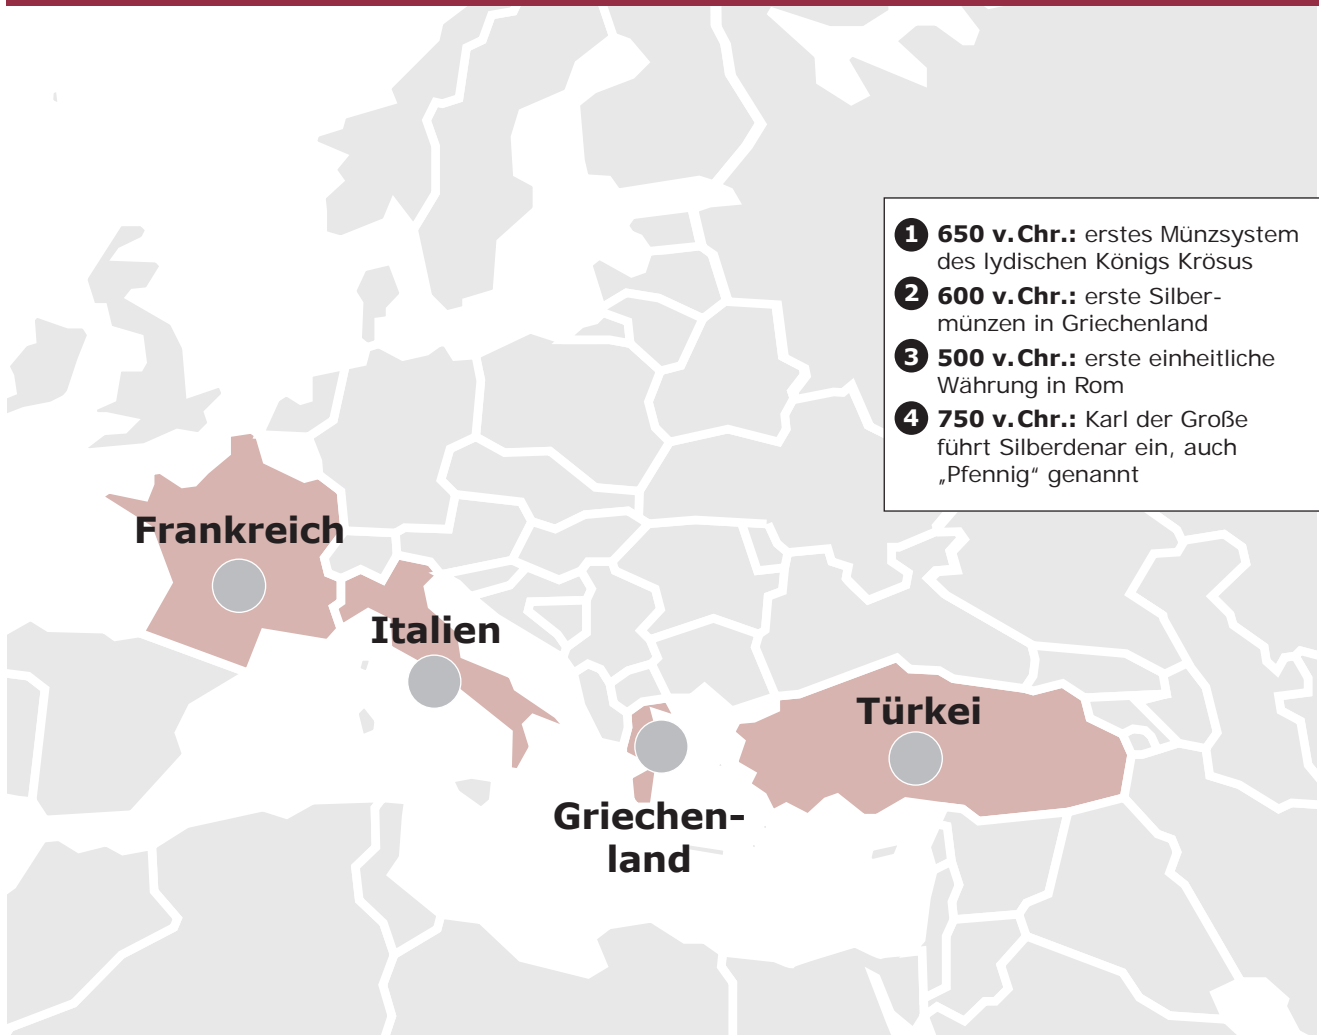 1 650 v. Chr.: erstes Münzsystem
des lydischen Königs Krösus
2 600 v. Chr.: erste Silber-
münzen in Griechenland
3 500 v. Chr.: erste einheitliche
Währung in Rom
4 750 v. Chr.: Karl der Große
führt Silberdenar ein, auch
„Pfennig“ genannt
Frankreich
Italien
Türkei
Griechen-
land